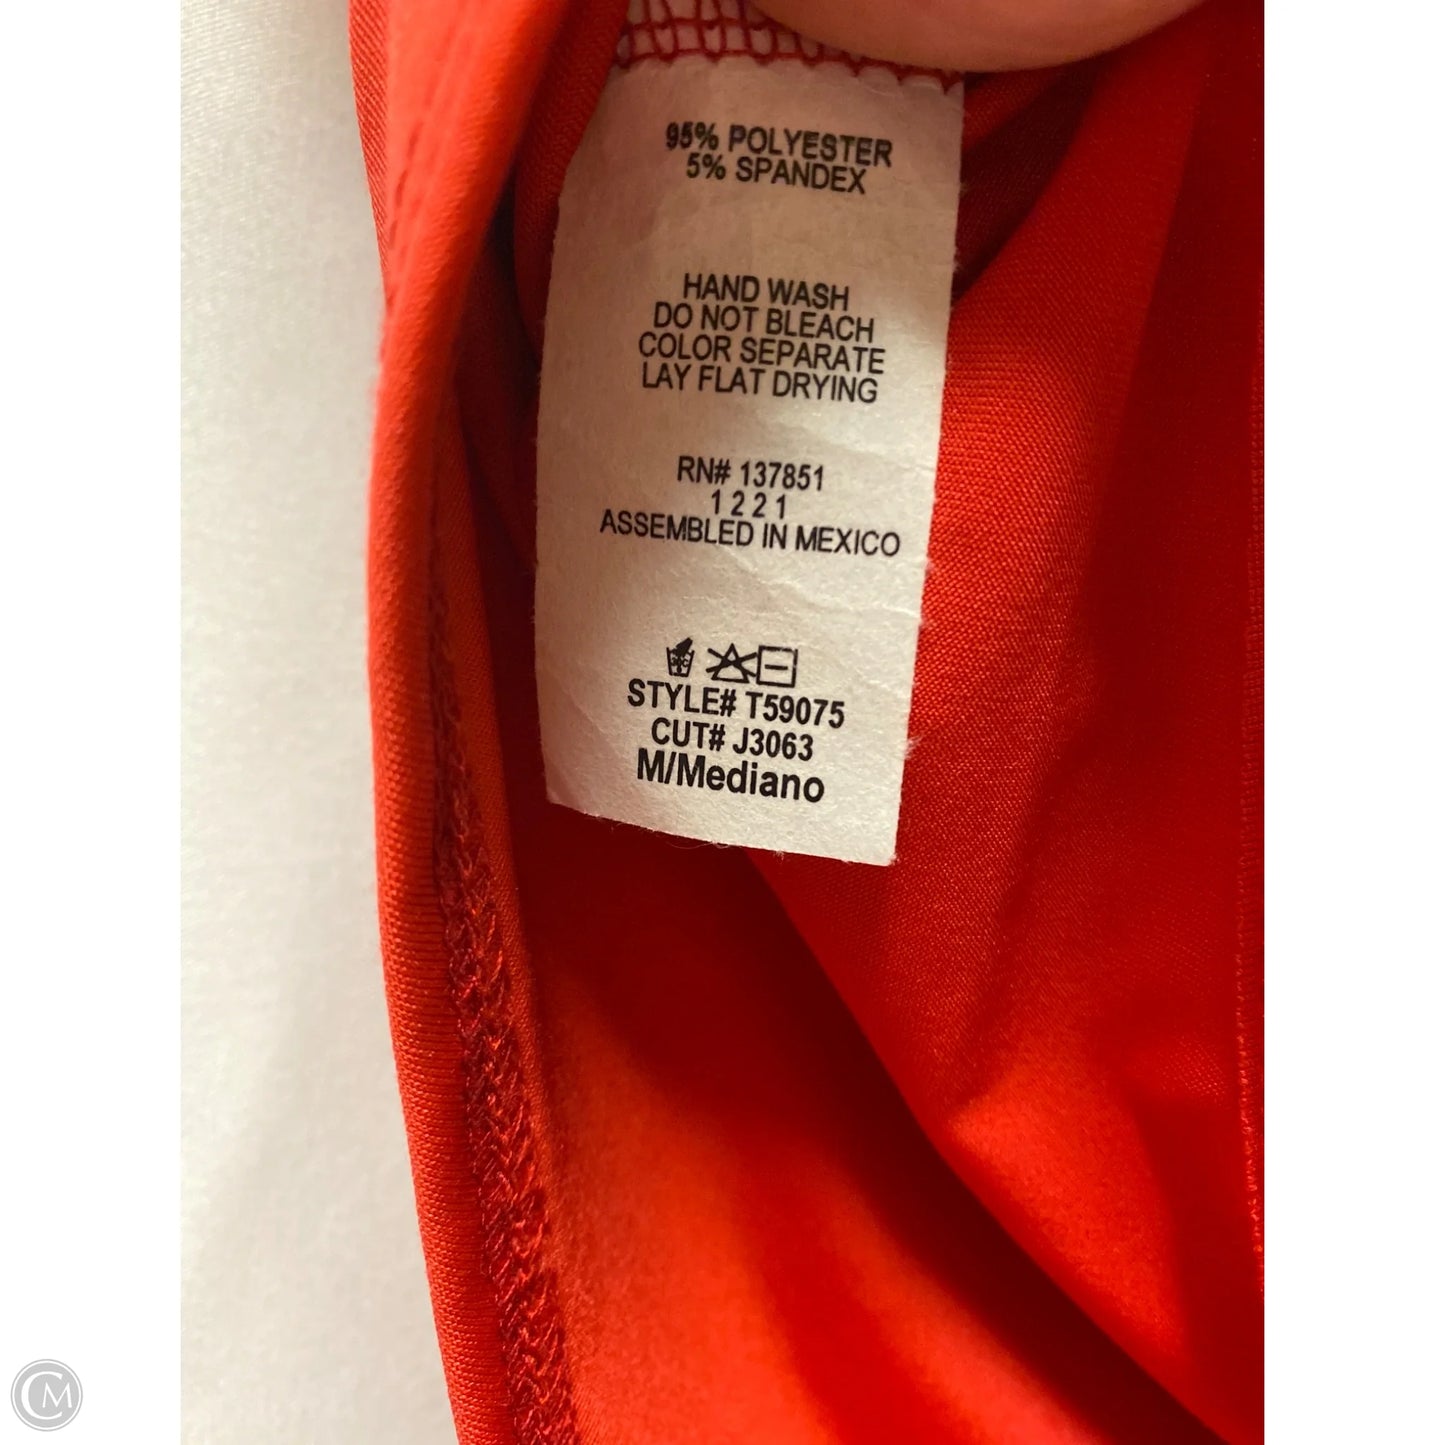 95% POLYESTER
5% SPANDEX
HAND WASH
DO NOT BLEACH
COLOR SEPARATE
LAY FLAT DRYING
RN# 137851
1 2 2 1
ASSEMBLED IN MEXICO
STYLE# T59075
CUT# J3063
M/Mediano
CM